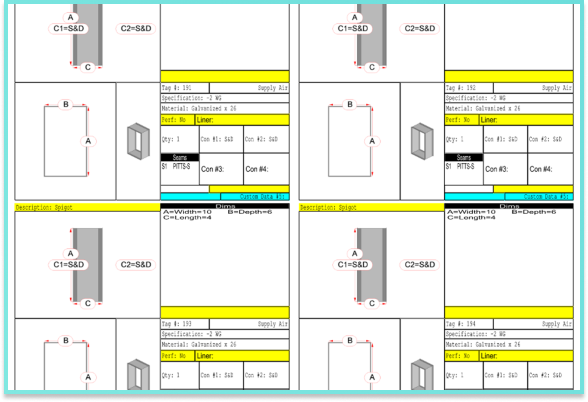 A
C1=S&D C2=S&D
C
Tag #: 191 Supply Air
Specification: -2 WG
Material: Galvanized x 26
Perf: No Liner:
B
A
Qty: 1 Con #1: S&D Con #2: S&D
Seams
S1 PITTS-S Con #3: Con #4:
A
C1=S&D C2=S&D
C
Tag #: 192 Supply Air
Specification: -2 WG
Material: Galvanized x 26
Perf: No Liner:
B
A
Qty: 1 Con #1: S&D Con #2: S&D
Seams
S1 PITTS-S Con #3: Con #4:
Description: Spigot Dims
A=Width=10 B=Depth=6
C=Length=4
A
C1=S&D C2=S&D
C
Tag #: 193 Supply Air
Specification: -2 WG
Material: Galvanized x 26
Perf: No Liner:
B
A
Qty: 1 Con #1: S&D Con #2: S&D
Description: Spigot Dims
A=Width=10 B=Depth=6
C=Length=4
A
C1=S&D C2=S&D
C
Tag #: 194 Supply Air
Specification: -2 WG
Material: Galvanized x 26
Perf: No Liner:
B
A
Qty: 1 Con #1: S&D Con #2: S&D